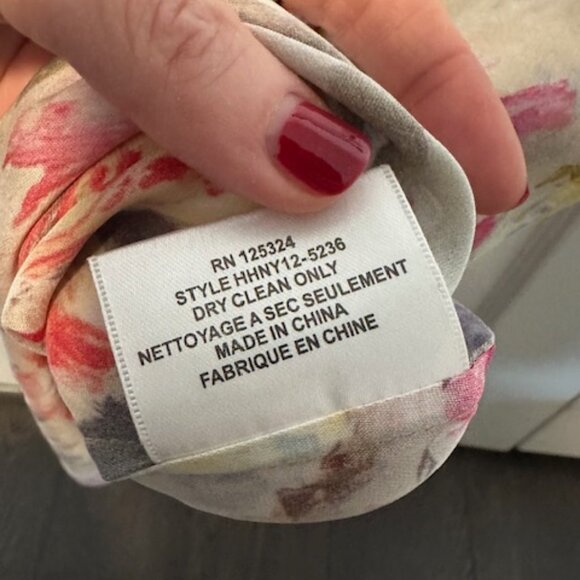 RN 125324
STYLE HHNY12-5236
DRY CLEAN ONLY
NETTOYAGE A SEC SEULEMENT
MADE IN CHINA
FABRIQUE EN CHINE